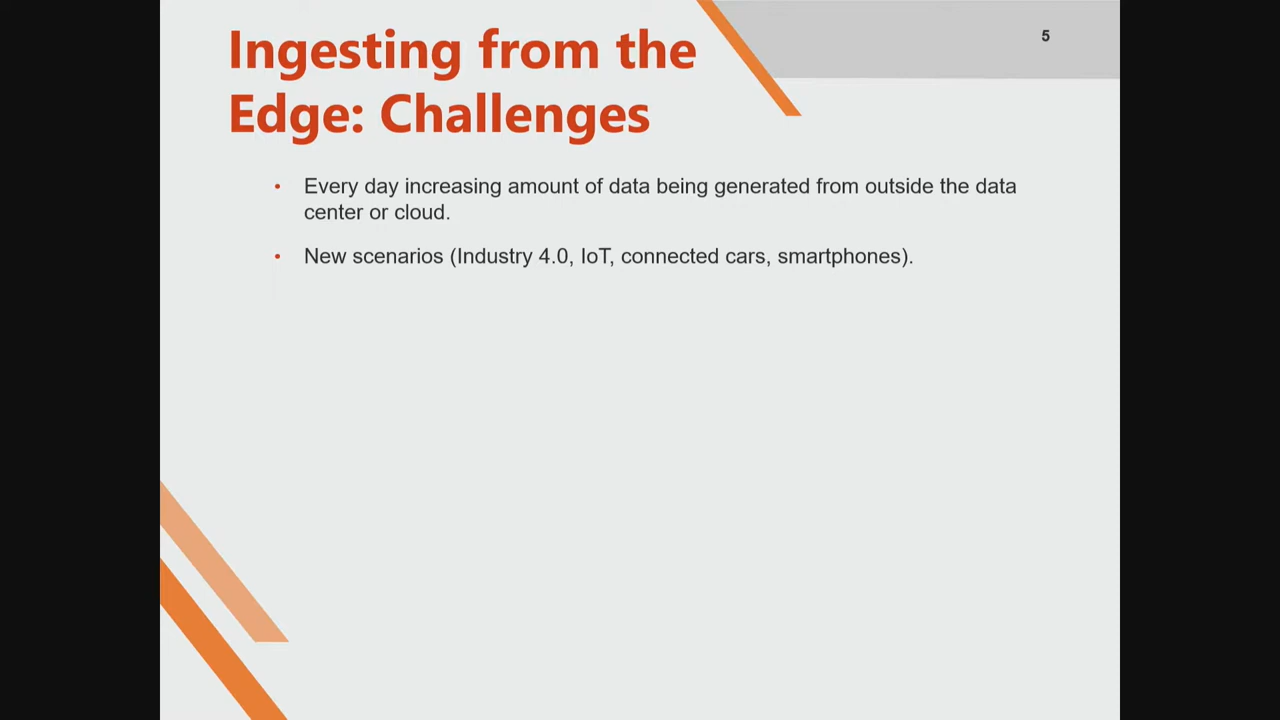 5
Ingesting from the
Edge: Challenges
• Every day increasing amount of data being generated from outside the data
center or cloud.
• New scenarios (Industry 4.0, IoT, connected cars, smartphones).